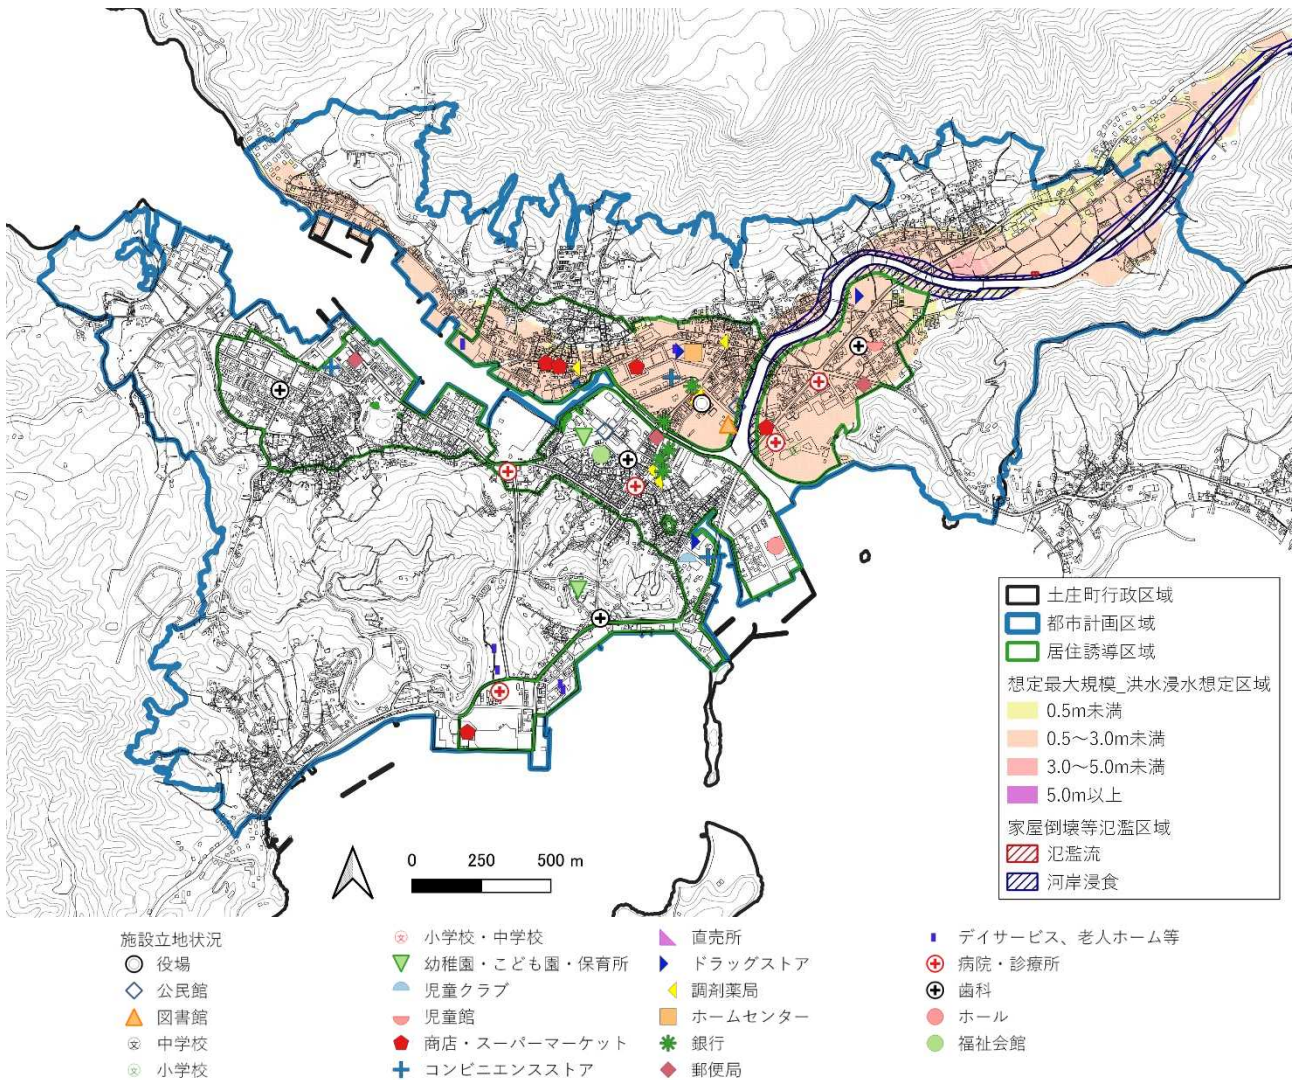 土庄町行政区域
都市計画区域
居住誘導区域
想定最大規模_洪水浸水想定区域
0.5m未満
0.5～3.0m未満
3.0～5.0m未満
5.0m以上
家屋倒壊等氾濫区域
氾濫流
河岸浸食
0 250 500 m
施設立地状況
役場
公民館
図書館
文 中学校
文 小学校
文 小学校・中学校
幼稚園・こども園・保育所
児童クラブ
児童館
商店・スーパーマーケット
コンビニエンスストア
直売所
ドラッグストア
調剤薬局
ホームセンター
銀行
郵便局
デイサービス、老人ホーム等
病院・診療所
歯科
ホール
福祉会館